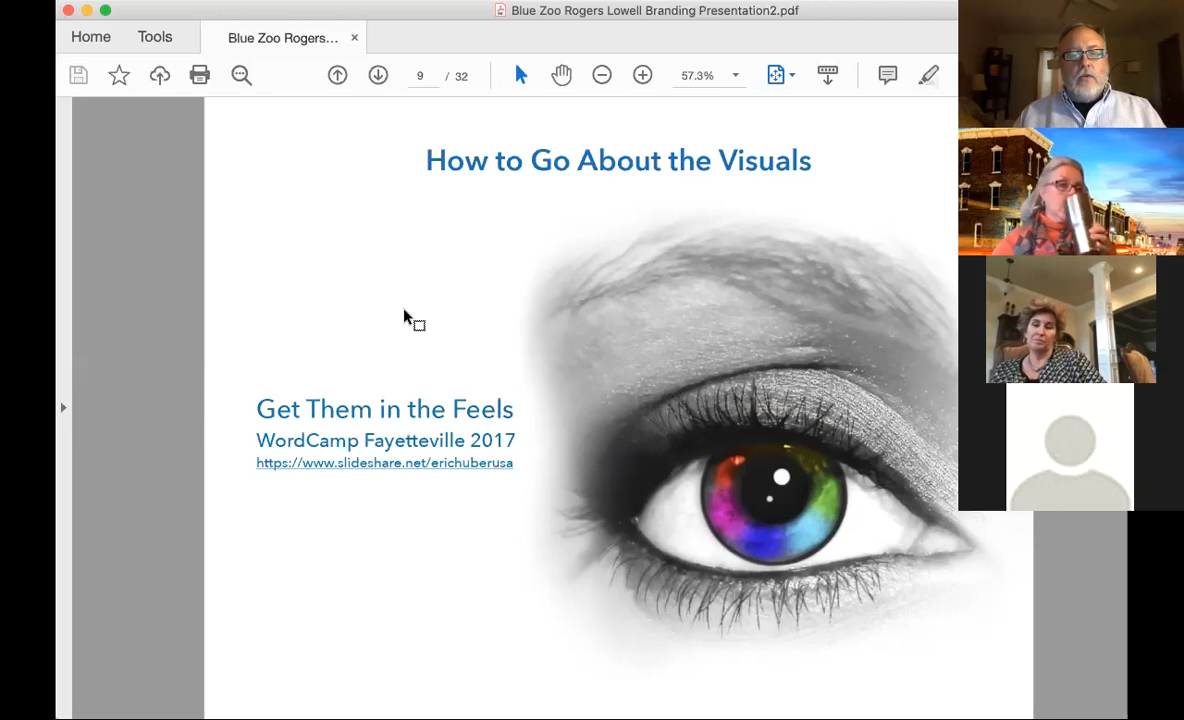 Blue Zoo Rogers Lowell Branding Presentation2.pdf
Home
Tools
Blue Zoo Rogers...
9
/ 32
57.3%
How to Go About the Visuals
Get Them in the Feels
WordCamp Fayetteville 2017
https://www.slideshare.net/erichuberusa